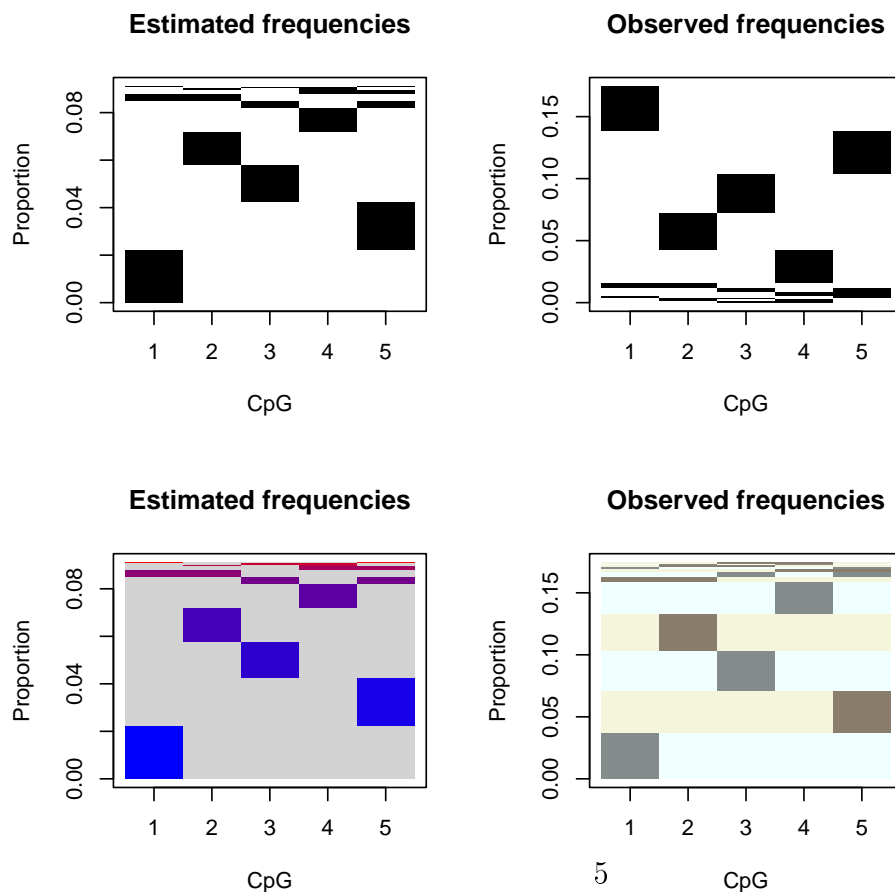 Estimated frequencies
Proportion
0.00 0.04 0.08
1 2 3 4 5
CpG
Observed frequencies
Proportion
0.00 0.05 0.10 0.15
1 2 3 4 5
CpG
Estimated frequencies
Proportion
0.00 0.04 0.08
1 2 3 4 5
CpG
Observed frequencies
Proportion
0.00 0.05 0.10 0.15
1 2 3 4 5
CpG
5